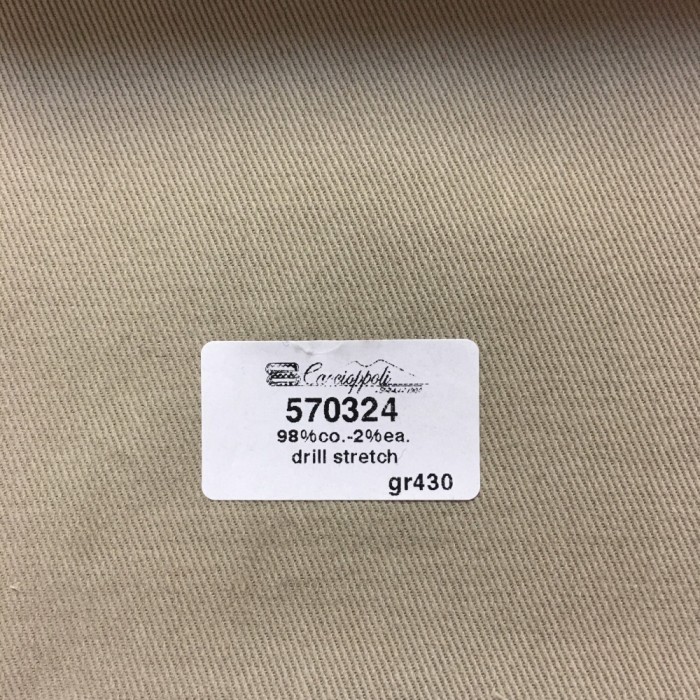 Caccioppoli
570324
98%co.-2%ea.
drill stretch
gr430